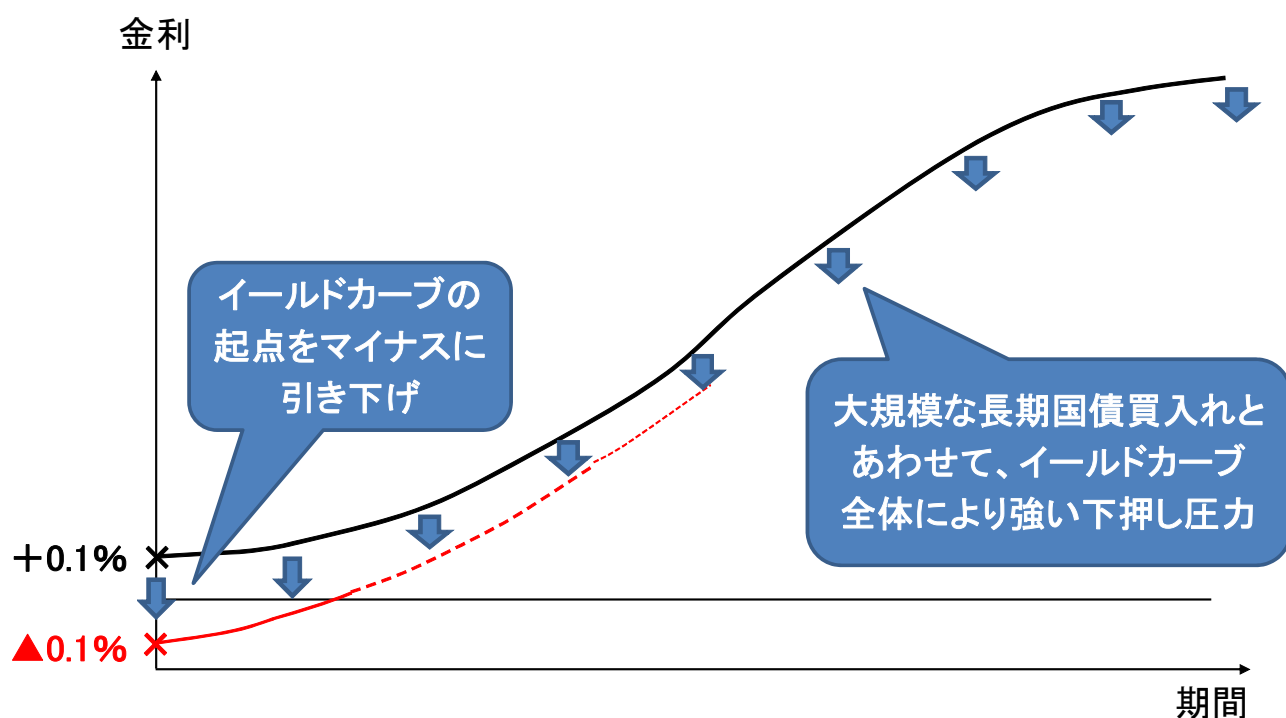 金利
イールドカーブの
起点をマイナスに
引き下げ
大規模な長期国債買入れと
あわせて、イールドカーブ
全体により強い下押し圧力
＋0.1%
▲0.1%
期間